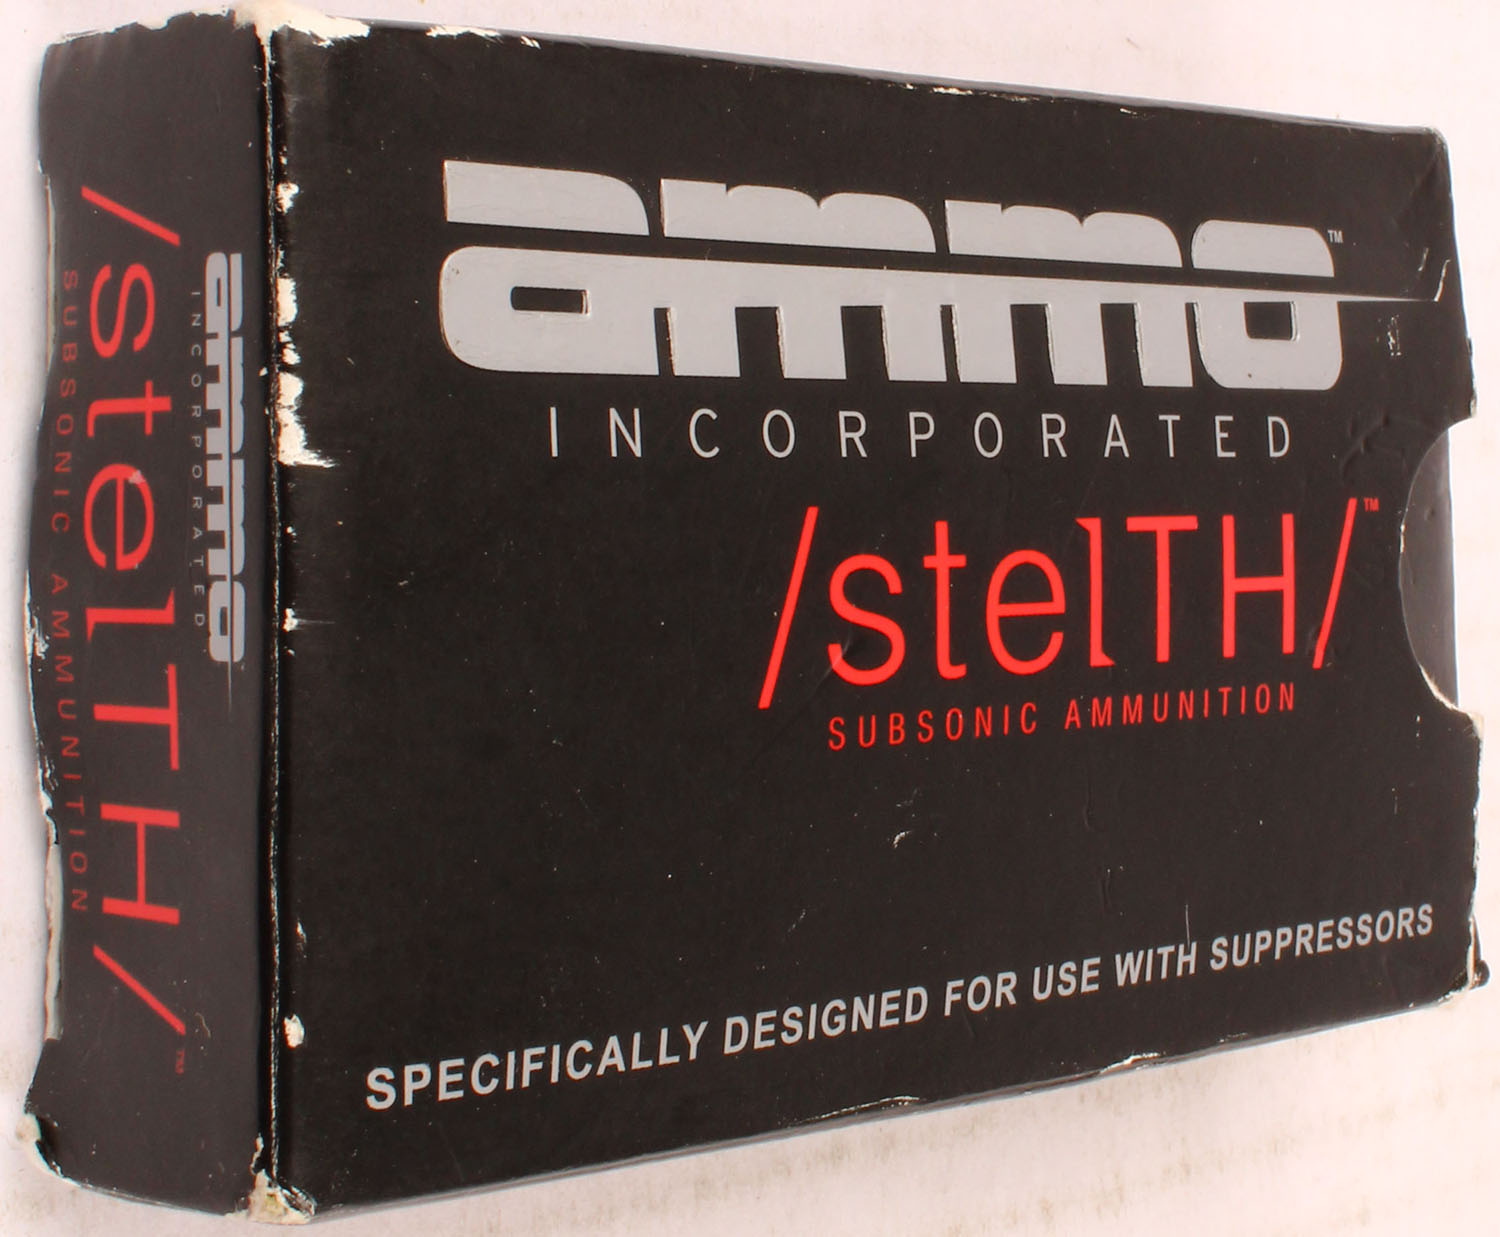 ammo™
INCORPORATED
/stelTH/™
SUBSONIC AMMUNITION
SPECIFICALLY DESIGNED FOR USE WITH SUPPRESSORS
ammo
INCORPORATED
/stelTH/™
SUBSONIC AMMUNITION